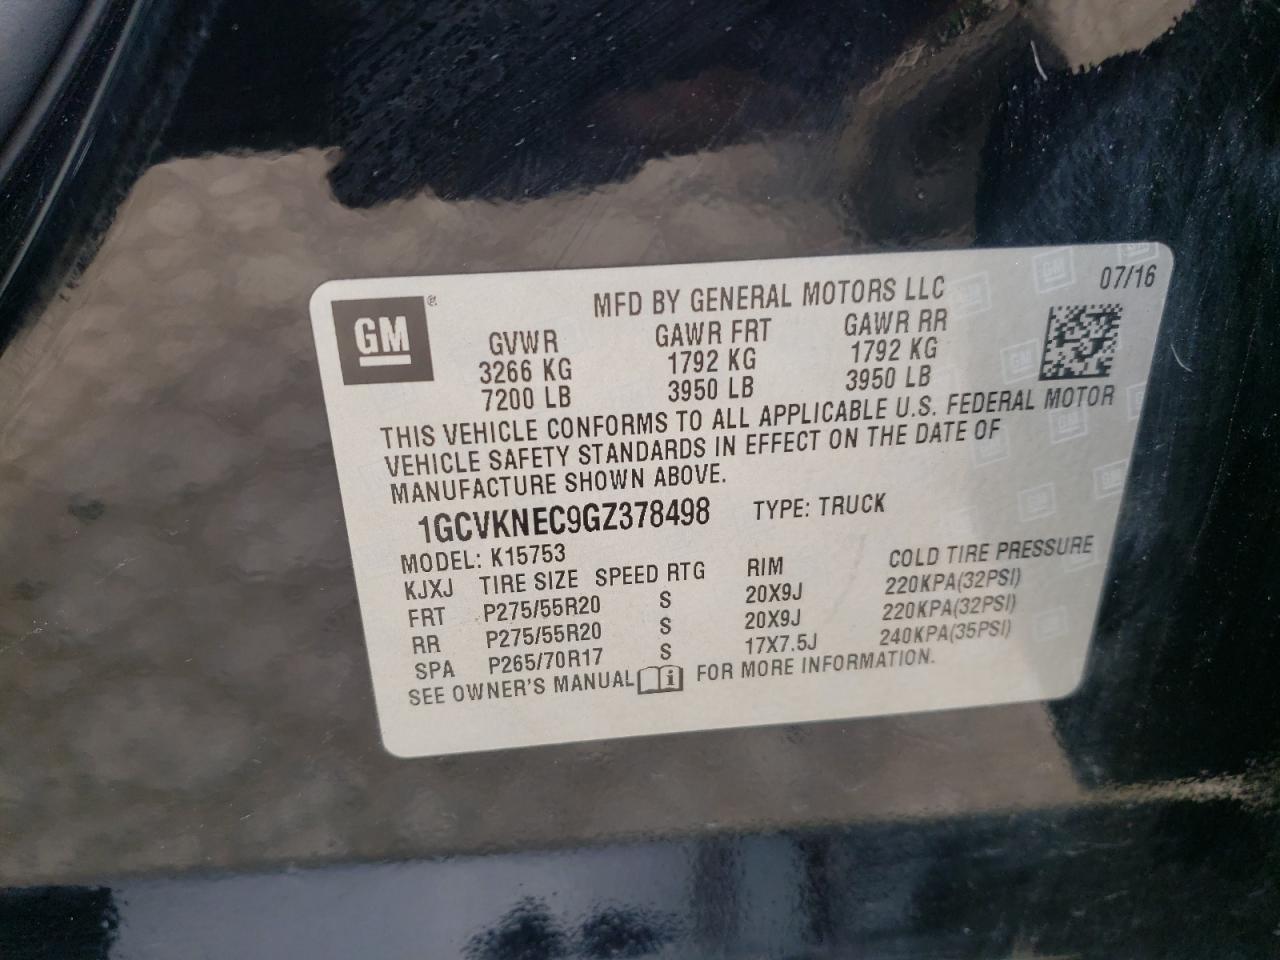 GM®
MFD BY GENERAL MOTORS LLC 07/16
GVWR GAWR FRT GAWR RR
3266 KG 1792 KG 1792 KG
7200 LB 3950 LB 3950 LB
THIS VEHICLE CONFORMS TO ALL APPLICABLE U.S. FEDERAL MOTOR
VEHICLE SAFETY STANDARDS IN EFFECT ON THE DATE OF
MANUFACTURE SHOWN ABOVE.
1GCVKNEC9GZ378498 TYPE: TRUCK
MODEL: K15753
KJXJ TIRE SIZE SPEED RTG RIM COLD TIRE PRESSURE
FRT P275/55R20 S 20X9J 220KPA(32PSI)
RR P275/55R20 S 20X9J 220KPA(32PSI)
SPA P265/70R17 S 17X7.5J 240KPA(35PSI)
SEE OWNER'S MANUAL i FOR MORE INFORMATION.